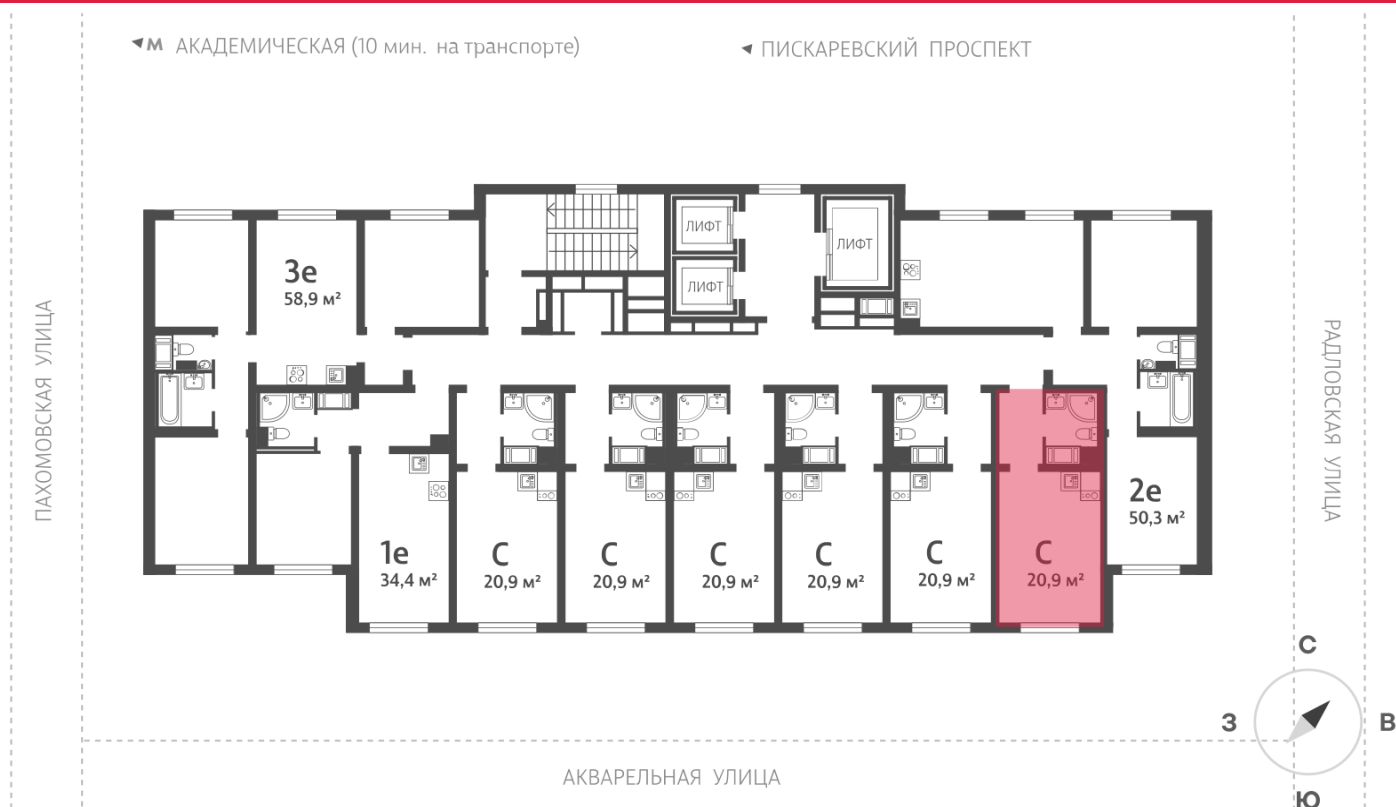 М АКАДЕМИЧЕСКАЯ (10 мин. на транспорте)
ПИСКАРЕВСКИЙ ПРОСПЕКТ
ПАХОМОВСКАЯ УЛИЦА
РАДЛОВСКАЯ УЛИЦА
ЛИФТ
ЛИФТ
ЛИФТ
3е
58,9 м²
2е
50,3 м²
1е
34,4 м²
С
20,9 м²
С
20,9 м²
С
20,9 м²
С
20,9 м²
С
20,9 м²
С
20,9 м²
С
З
В
Ю
АКВАРЕЛЬНАЯ УЛИЦА